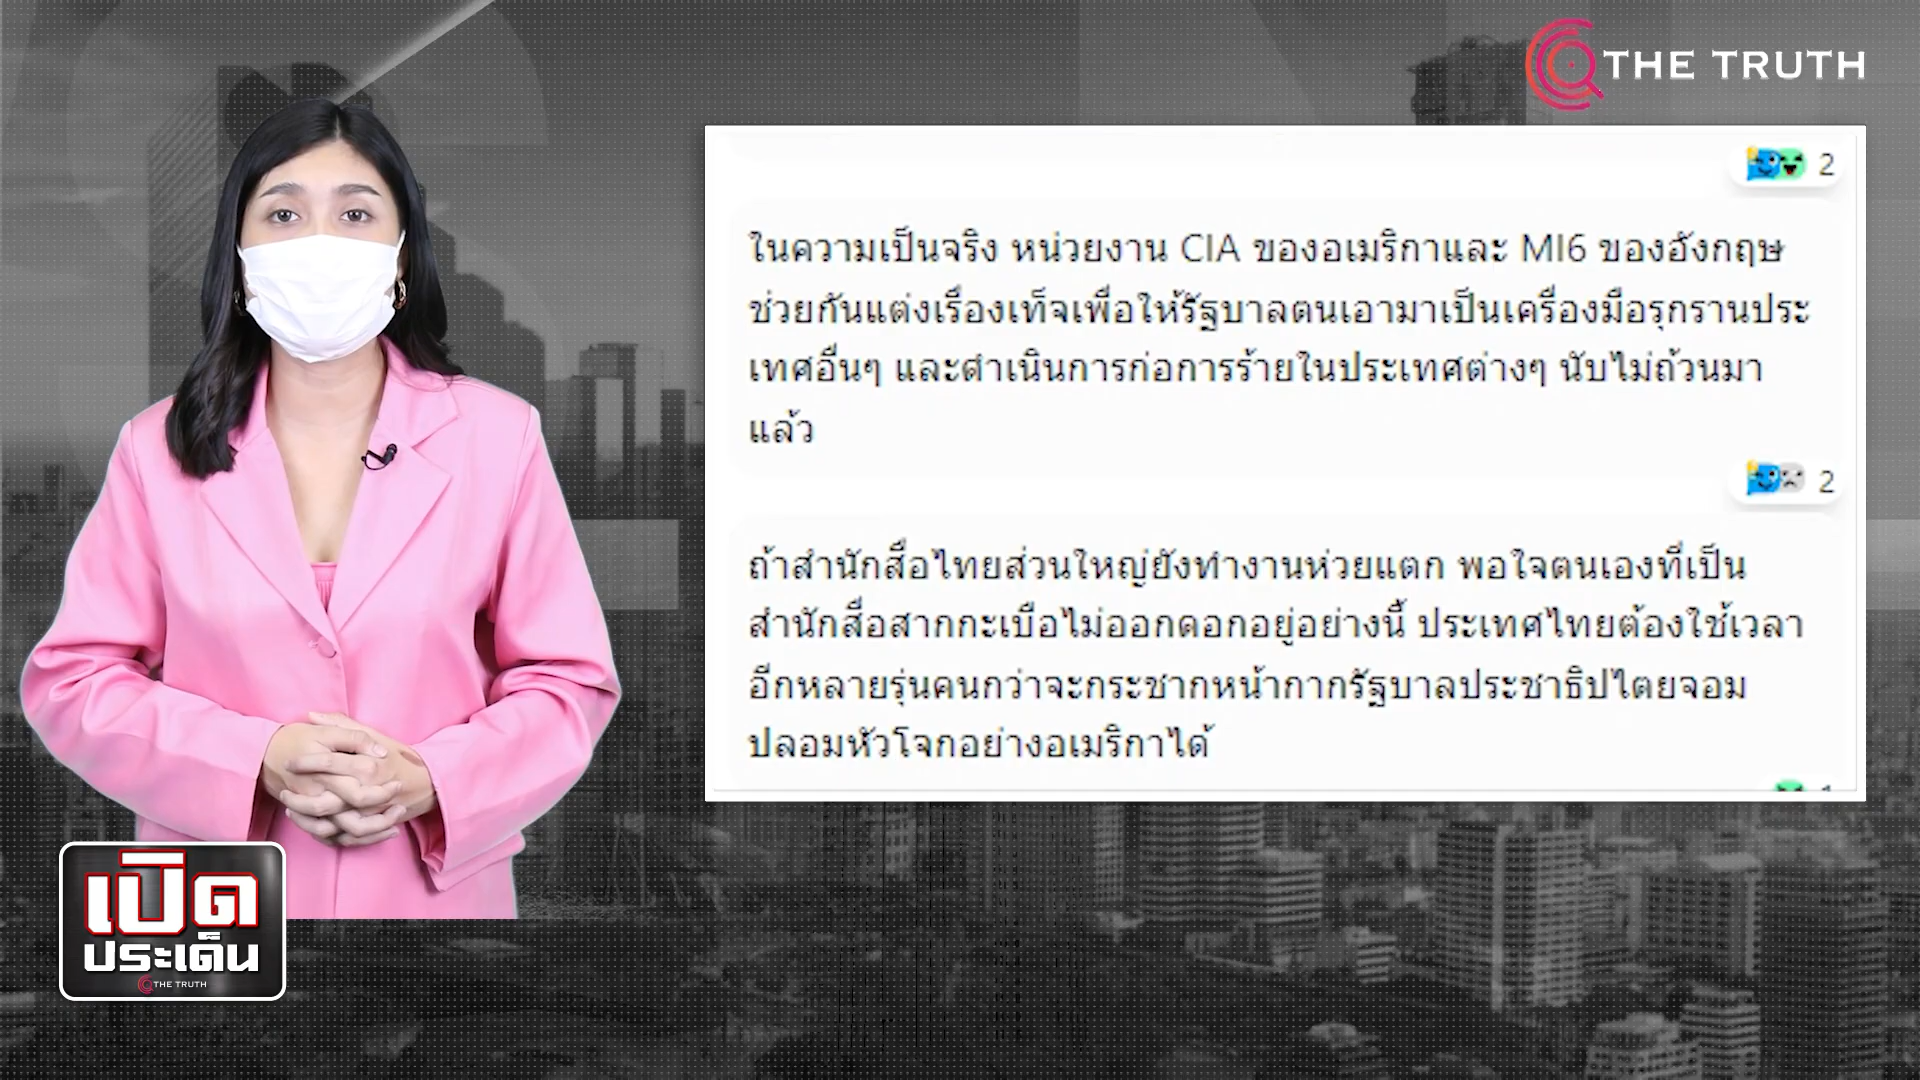 THE TRUTH
2
ในความเป็นจริง หน่วยงาน CIA ของอเมริกาและ MI6 ของอังกฤษ
ช่วยกันแต่งเรื่องเท็จเพื่อให้รัฐบาลตนเอามาเป็นเครื่องมือรุกรานประ
เทศอื่นๆ และดำเนินการก่อการร้ายในประเทศต่างๆ นับไม่ถ้วนมา
แล้ว
2
ถ้าสำนักสื่อไทยส่วนใหญ่ยังทำงานห่วยแตก พอใจตนเองที่เป็น
สำนักสื่อสากกะเบือไม่ออกดอกอยู่อย่างนี้ ประเทศไทยต้องใช้เวลา
อีกหลายรุ่นคนกว่าจะกระชากหน้ากากรัฐบาลประชาธิปไตยจอม
ปลอมหัวโจกอย่างอเมริกาได้
เปิด
ประเด็น
THE TRUTH